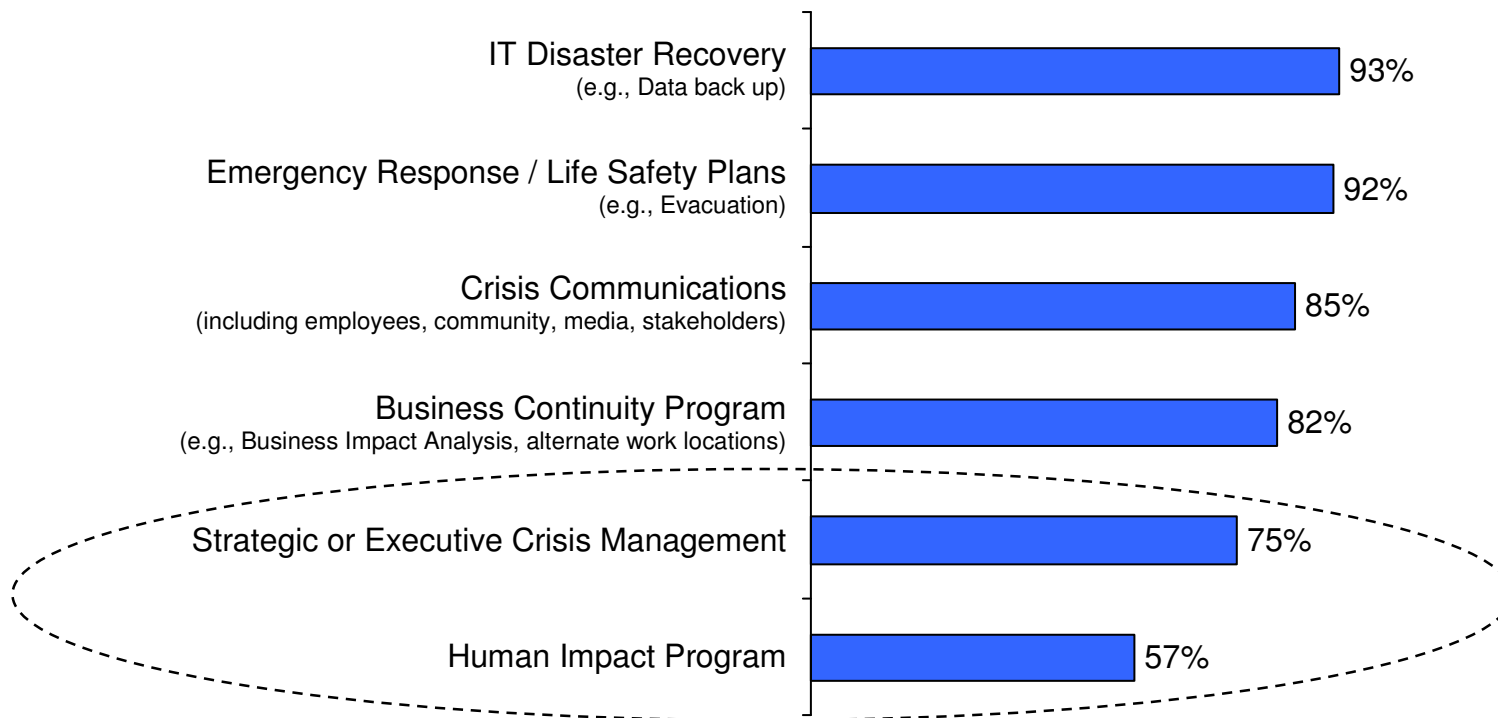 IT Disaster Recovery
(e.g., Data back up)
93%
Emergency Response / Life Safety Plans
(e.g., Evacuation)
92%
Crisis Communications
(including employees, community, media, stakeholders)
85%
Business Continuity Program
(e.g., Business Impact Analysis, alternate work locations)
82%
Strategic or Executive Crisis Management
75%
Human Impact Program
57%